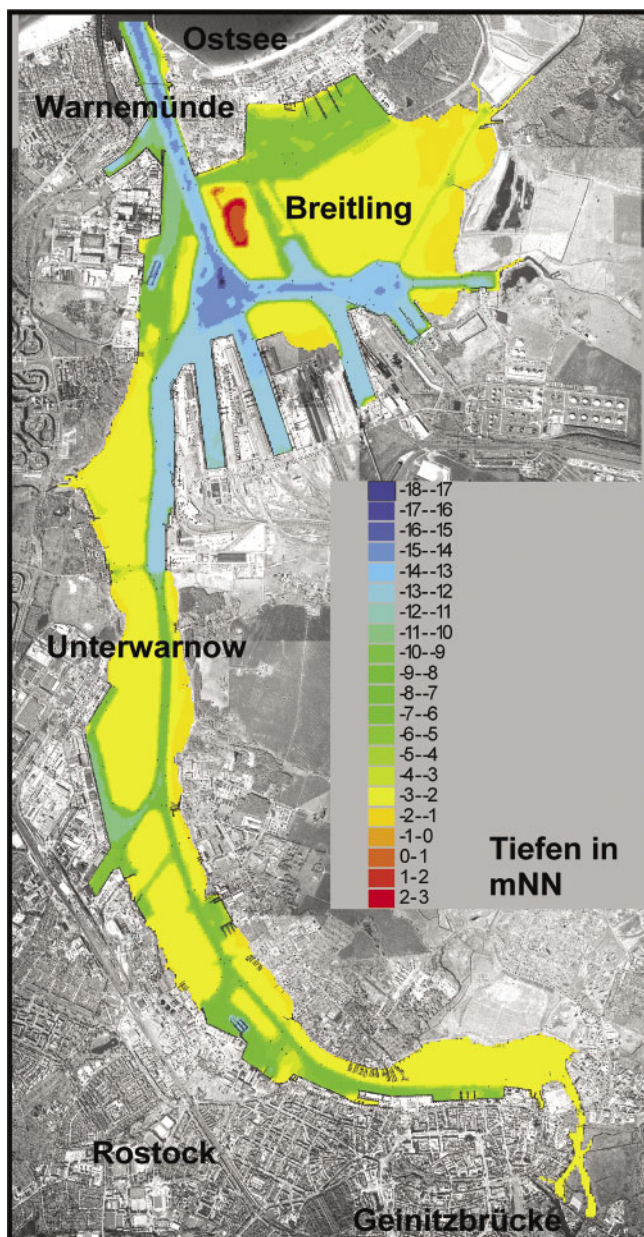 Ostsee
Warnemünde
Breitling
-18--17
-17--16
-16--15
-15--14
-14--13
-13--12
-12--11
-11--10
-10--9
-9--8
-8--7
-7--6
-6--5
-5--4
-4--3
-3--2
-2--1
-1-0
0-1
1-2
2-3
Unterwarnow
Tiefen in
mNN
Rostock
Geinitzbrücke